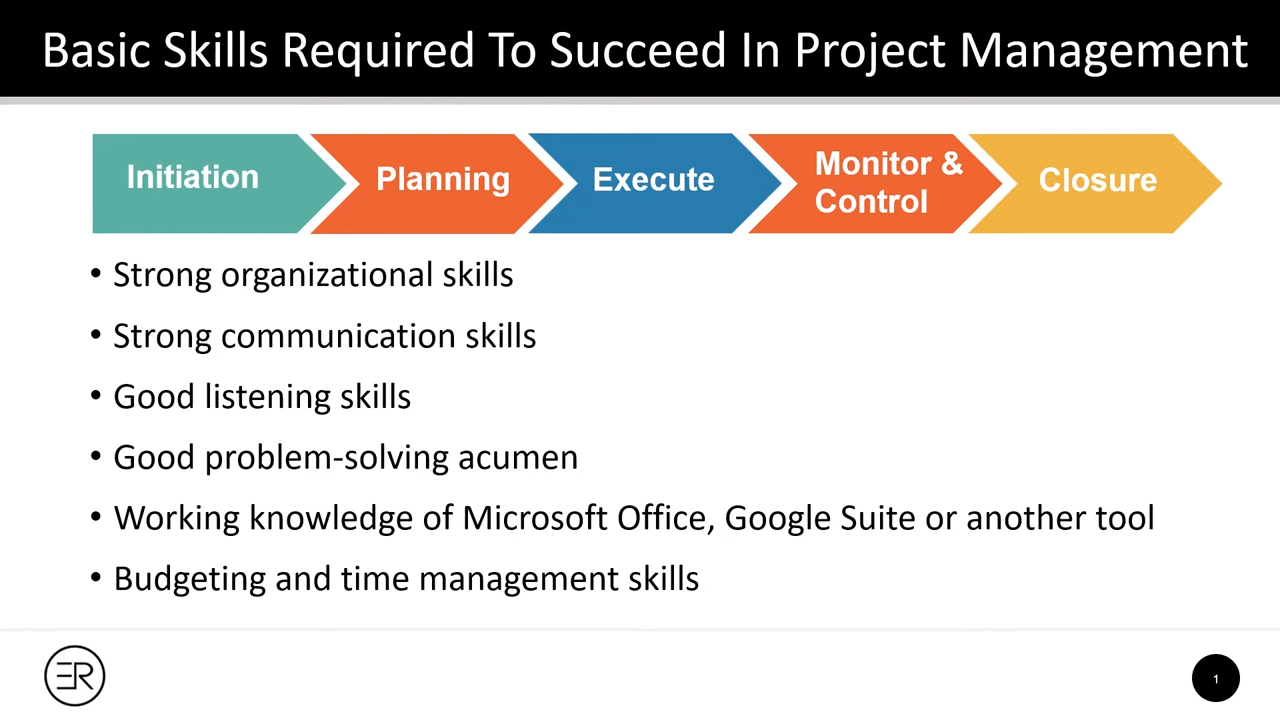 Basic Skills Required To Succeed In Project Management
Initiation
Planning
Execute
Monitor &
Control
Closure
• Strong organizational skills
• Strong communication skills
• Good listening skills
• Good problem-solving acumen
• Working knowledge of Microsoft Office, Google Suite or another tool
• Budgeting and time management skills
ER
1